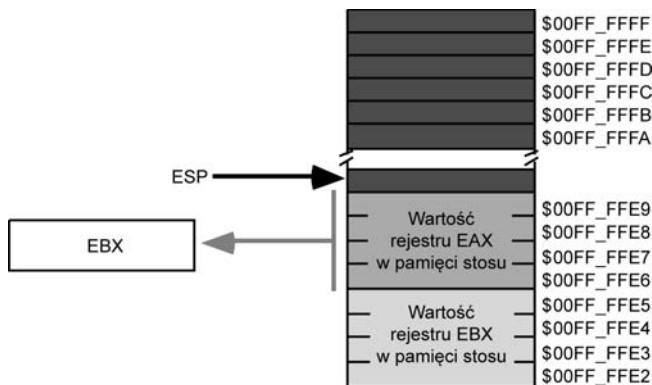 $00FF_FFFF
$00FF_FFFE
$00FF_FFFD
$00FF_FFFC
$00FF_FFFB
$00FF_FFFA
ESP
EBX
Wartość
rejestru EAX
w pamięci stosu
$00FF_FFE9
$00FF_FFE8
$00FF_FFE7
$00FF_FFE6
Wartość
rejestru EBX
w pamięci stosu
$00FF_FFE5
$00FF_FFE4
$00FF_FFE3
$00FF_FFE2